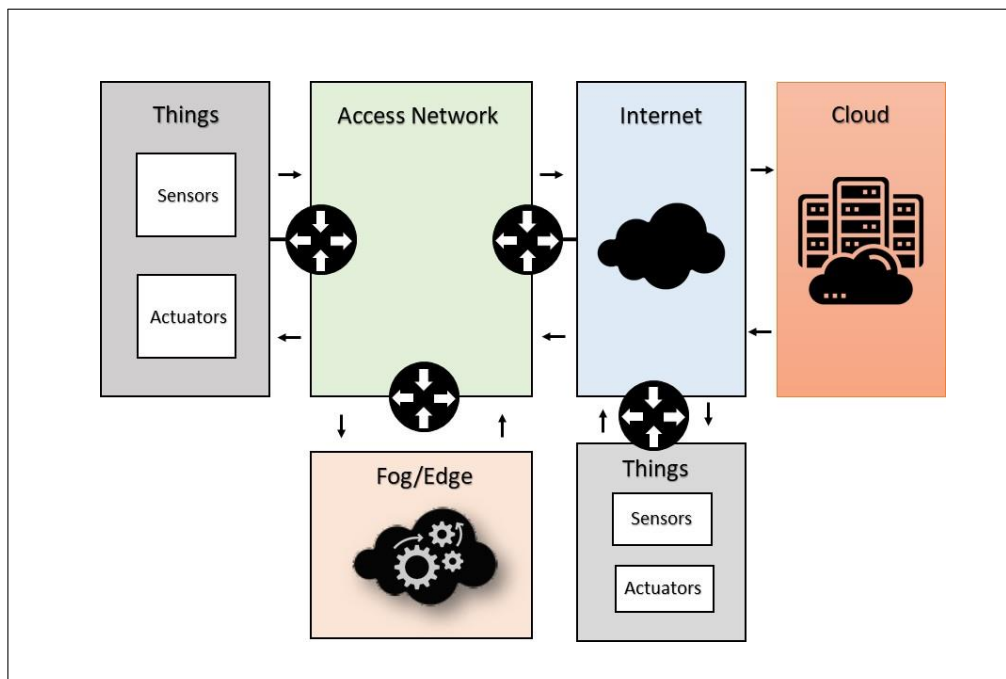 Things
Sensors
Actuators
Access Network
Internet
Cloud
Fog/Edge
Things
Sensors
Actuators